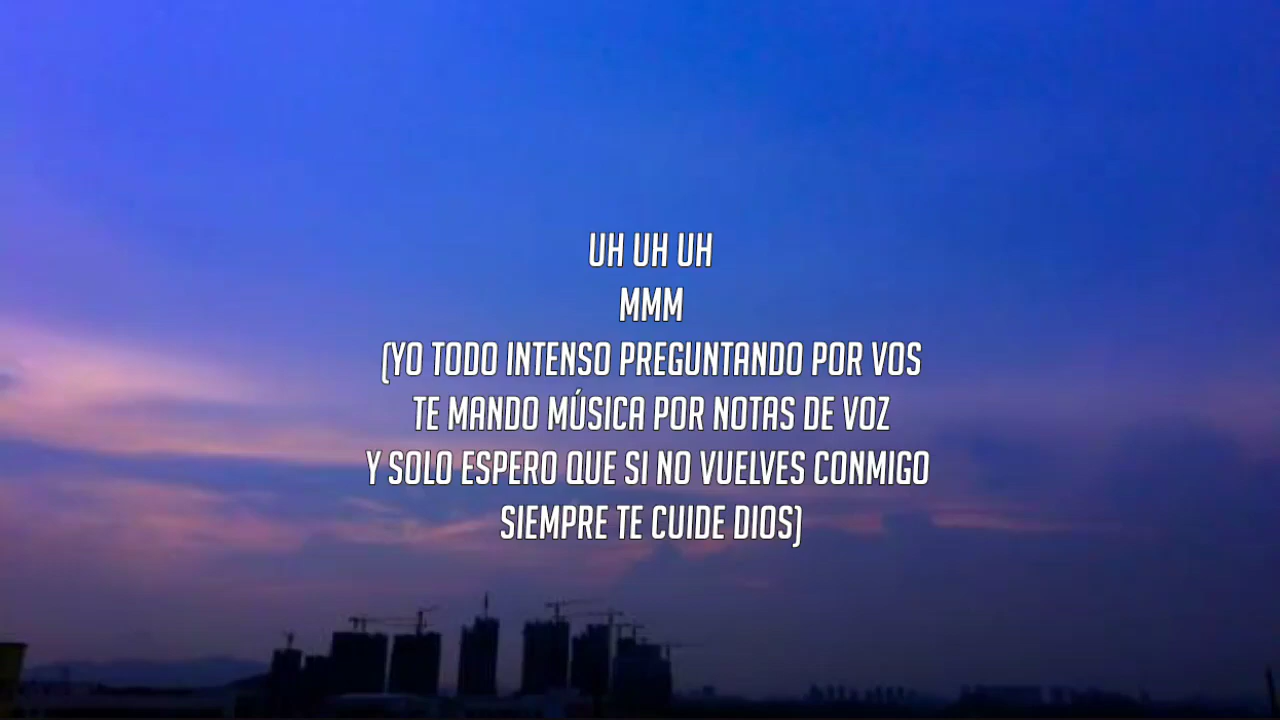 UH UH UH
MMM
(YO TODO INTENSO PREGUNTANDO POR VOS
TE MANDO MÚSICA POR NOTAS DE VOZ
Y SOLO ESPERO QUE SI NO VUELVES CONMIGO
SIEMPRE TE CUIDE DIOS)